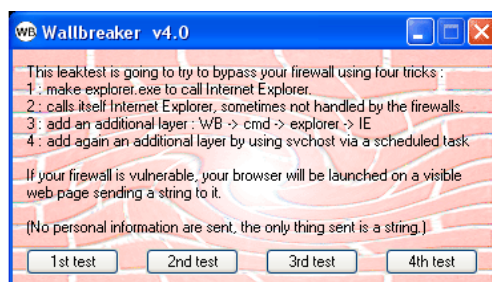 WB Wallbreaker v4.0
This leaktest is going to try to bypass your firewall using four tricks :
1 : make explorer.exe to call Internet Explorer.
2 : calls itself Internet Explorer, sometimes not handled by the firewalls.
3 : add an additional layer : WB -> cmd -> explorer -> IE
4 : add again an additional layer by using svchost via a scheduled task
If your firewall is vulnerable, your browser will be launched on a visible
web page sending a string to it.
(No personal information are sent, the only thing sent is a string.)
1st test 2nd test 3rd test 4th test